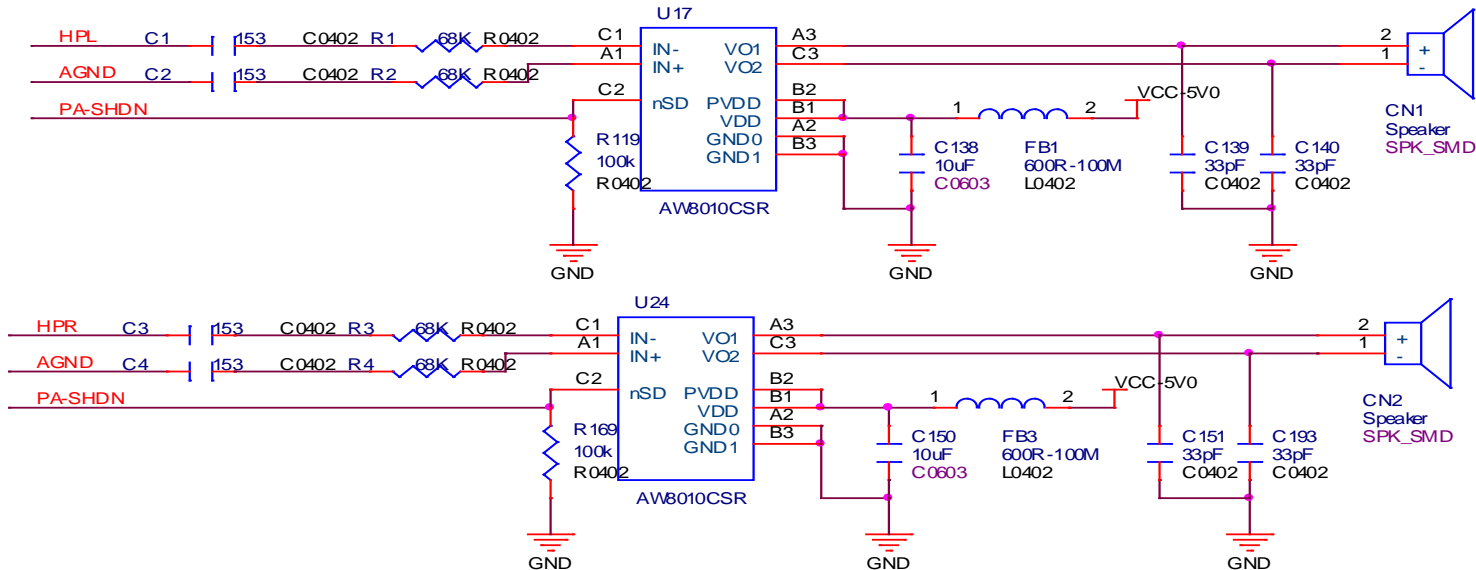 U17
HPL C1 153 C0402 R1 68K R0402 C1 IN- VO1 A3 2 +
AGND C2 153 C0402 R2 68K R0402 A1 IN+ VO2 C3 1 -
PA-SHDN C2 nSD PVDD B2 VCC-5V0
VDD B1 1 2
GND0 A2
GND1 B3
R119
100k
R0402
AW8010CSR
C138
10uF
C0603
FB1
600R-100M
L0402
C139
33pF
C0402
C140
33pF
C0402
CN1
Speaker
SPK_SMD
GND
GND
GND
U24
HPR C3 153 C0402 R3 68K R0402 C1 IN- VO1 A3 2 +
AGND C4 153 C0402 R4 68K R0402 A1 IN+ VO2 C3 1 -
PA-SHDN C2 nSD PVDD B2 VCC-5V0
VDD B1 1 2
GND0 A2
GND1 B3
R169
100k
R0402
AW8010CSR
C150
10uF
C0603
FB3
600R-100M
L0402
C151
33pF
C0402
C193
33pF
C0402
CN2
Speaker
SPK_SMD
GND
GND
GND